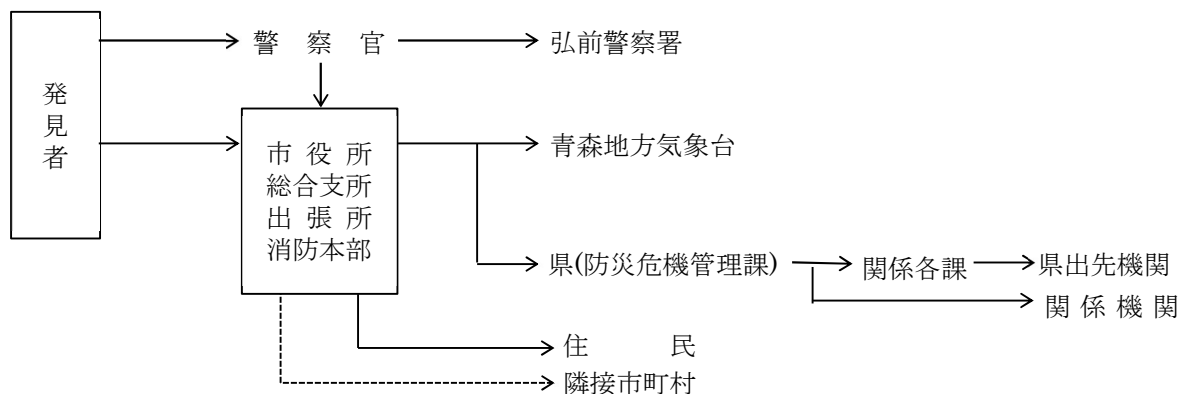 発見者
警察官
弘前警察署
市役所
総合支所
出張所
消防本部
青森地方気象台
県(防災危機管理課)
関係各課
県出先機関
関係機関
住民
隣接市町村